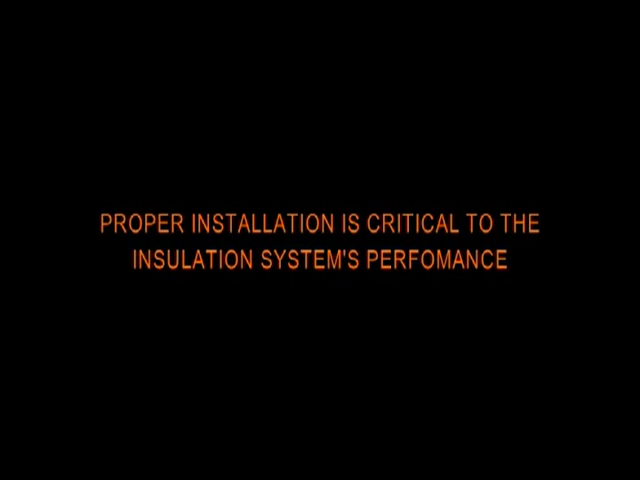 PROPER INSTALLATION IS CRITICAL TO THE
INSULATION SYSTEM'S PERFOMANCE